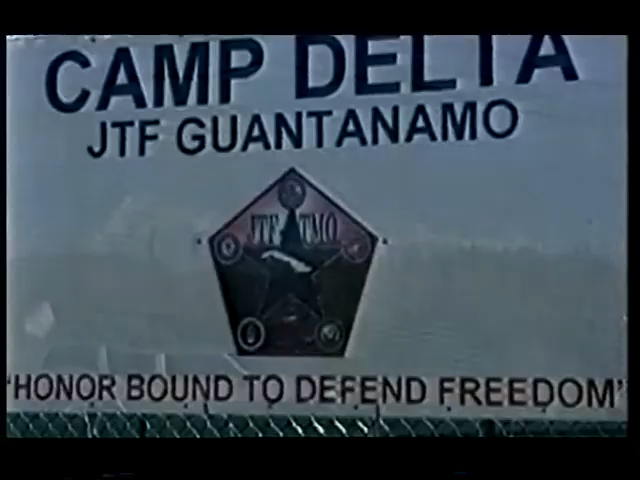 CAMP DELTA
JTF GUANTANAMO
JTF GTMO
"HONOR BOUND TO DEFEND FREEDOM"